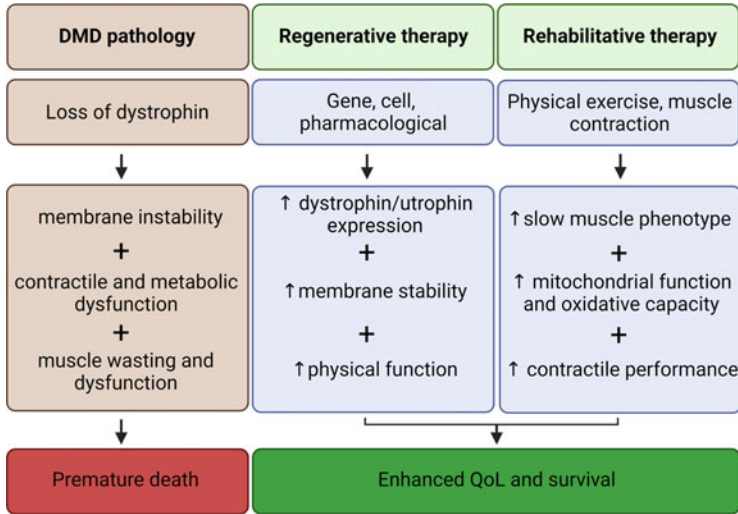 DMD pathology
Regenerative therapy
Rehabilitative therapy
Loss of dystrophin
Gene, cell,
pharmacological
Physical exercise, muscle
contraction
membrane instability
+
contractile and metabolic
dysfunction
+
muscle wasting and
dysfunction
↑ dystrophin/utrophin
expression
+
↑membrane stability
+
↑physical function
↑slow muscle phenotype
+
↑ mitochondrial function
and oxidative capacity
+
↑ contractile performance
Premature death
Enhanced QoL and survival